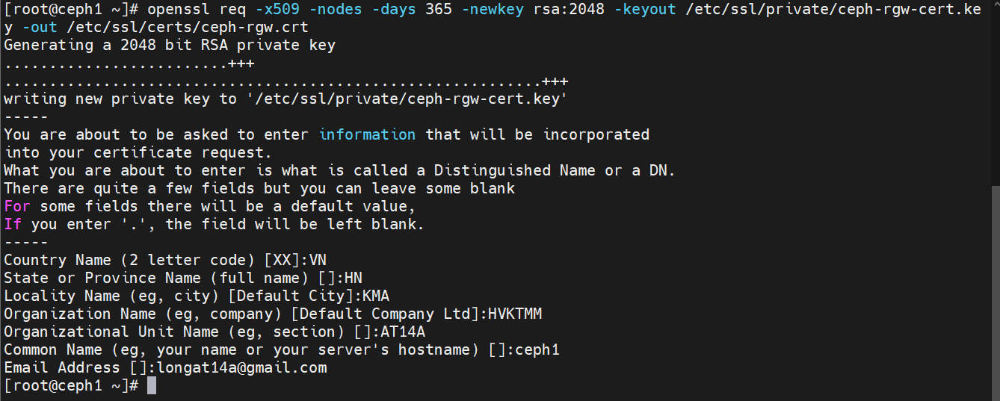 [root@ceph1 ~]# openssl req -x509 -nodes -days 365 -newkey rsa:2048 -keyout /etc/ssl/private/ceph-rgw-cert.ke
y -out /etc/ssl/certs/ceph-rgw.crt
Generating a 2048 bit RSA private key
.........................+++
............................................................+++
writing new private key to '/etc/ssl/private/ceph-rgw-cert.key'
-----
You are about to be asked to enter information that will be incorporated
into your certificate request.
What you are about to enter is what is called a Distinguished Name or a DN.
There are quite a few fields but you can leave some blank
For some fields there will be a default value,
If you enter '.', the field will be left blank.
-----
Country Name (2 letter code) [XX]:VN
State or Province Name (full name) []:HN
Locality Name (eg, city) [Default City]:KMA
Organization Name (eg, company) [Default Company Ltd]:HVKTMM
Organizational Unit Name (eg, section) []:AT14A
Common Name (eg, your name or your server's hostname) []:ceph1
Email Address []:longat14a@gmail.com
[root@ceph1 ~]#